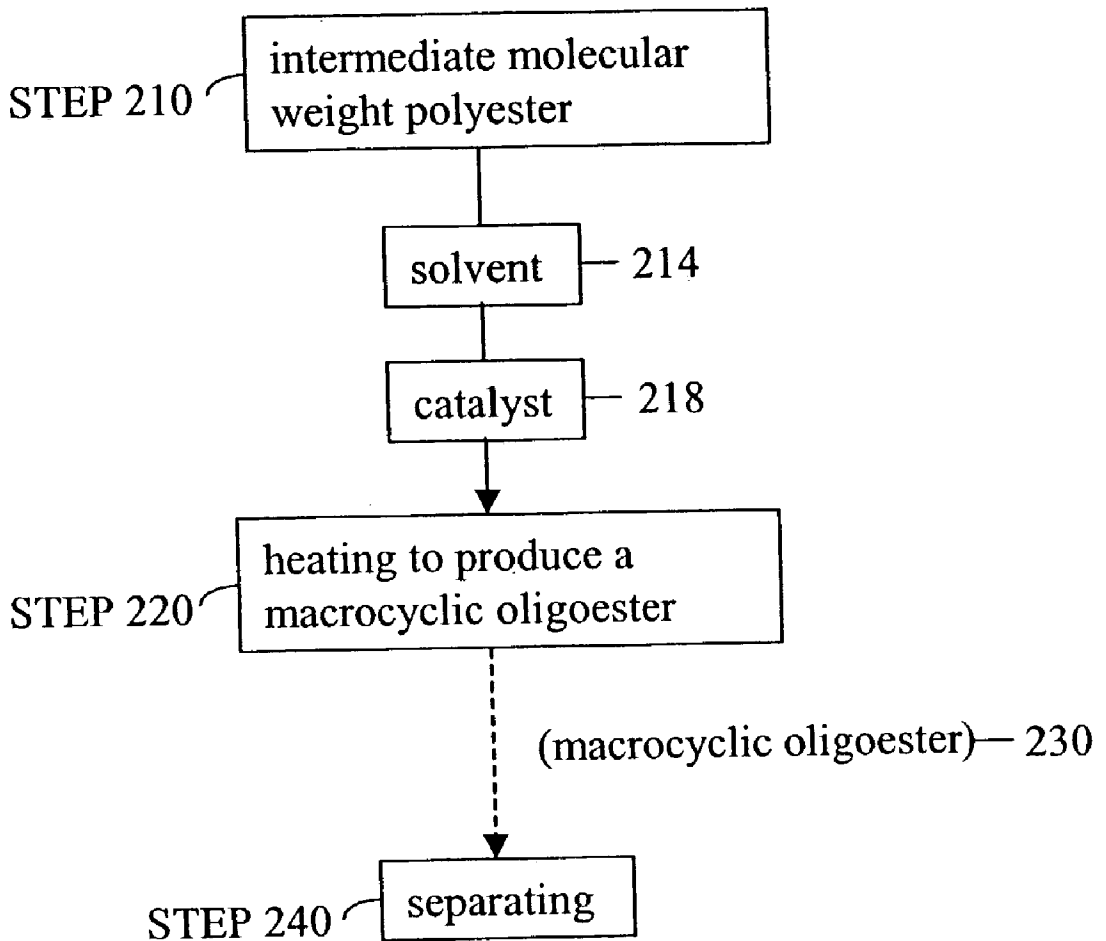 intermediate molecular
weight polyester
STEP 210
solvent
214
catalyst
218
heating to produce a
macrocyclic oligoester
STEP 220
(macrocyclic oligoester)
230
separating
STEP 240